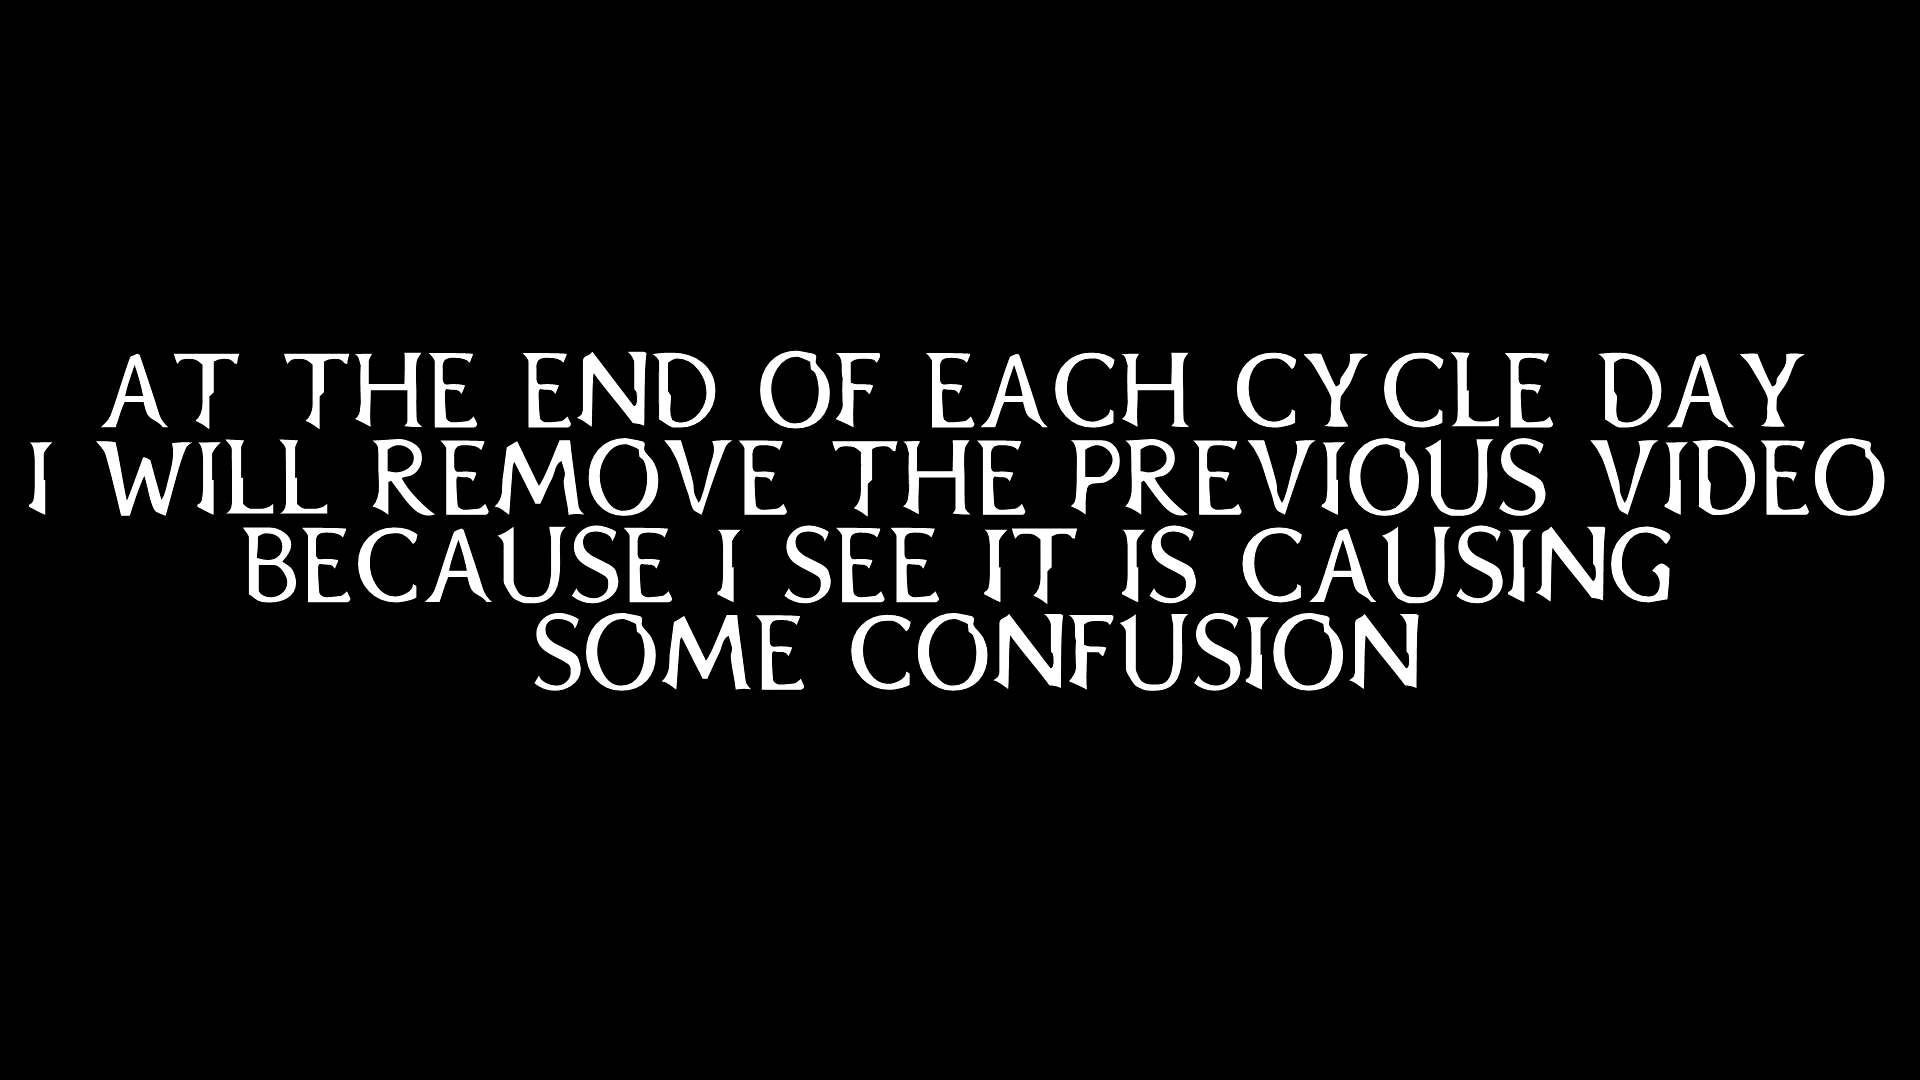 AT THE END OF EACH CYCLE DAY
I WILL REMOVE THE PREVIOUS VIDEO
BECAUSE I SEE IT IS CAUSING
SOME CONFUSION